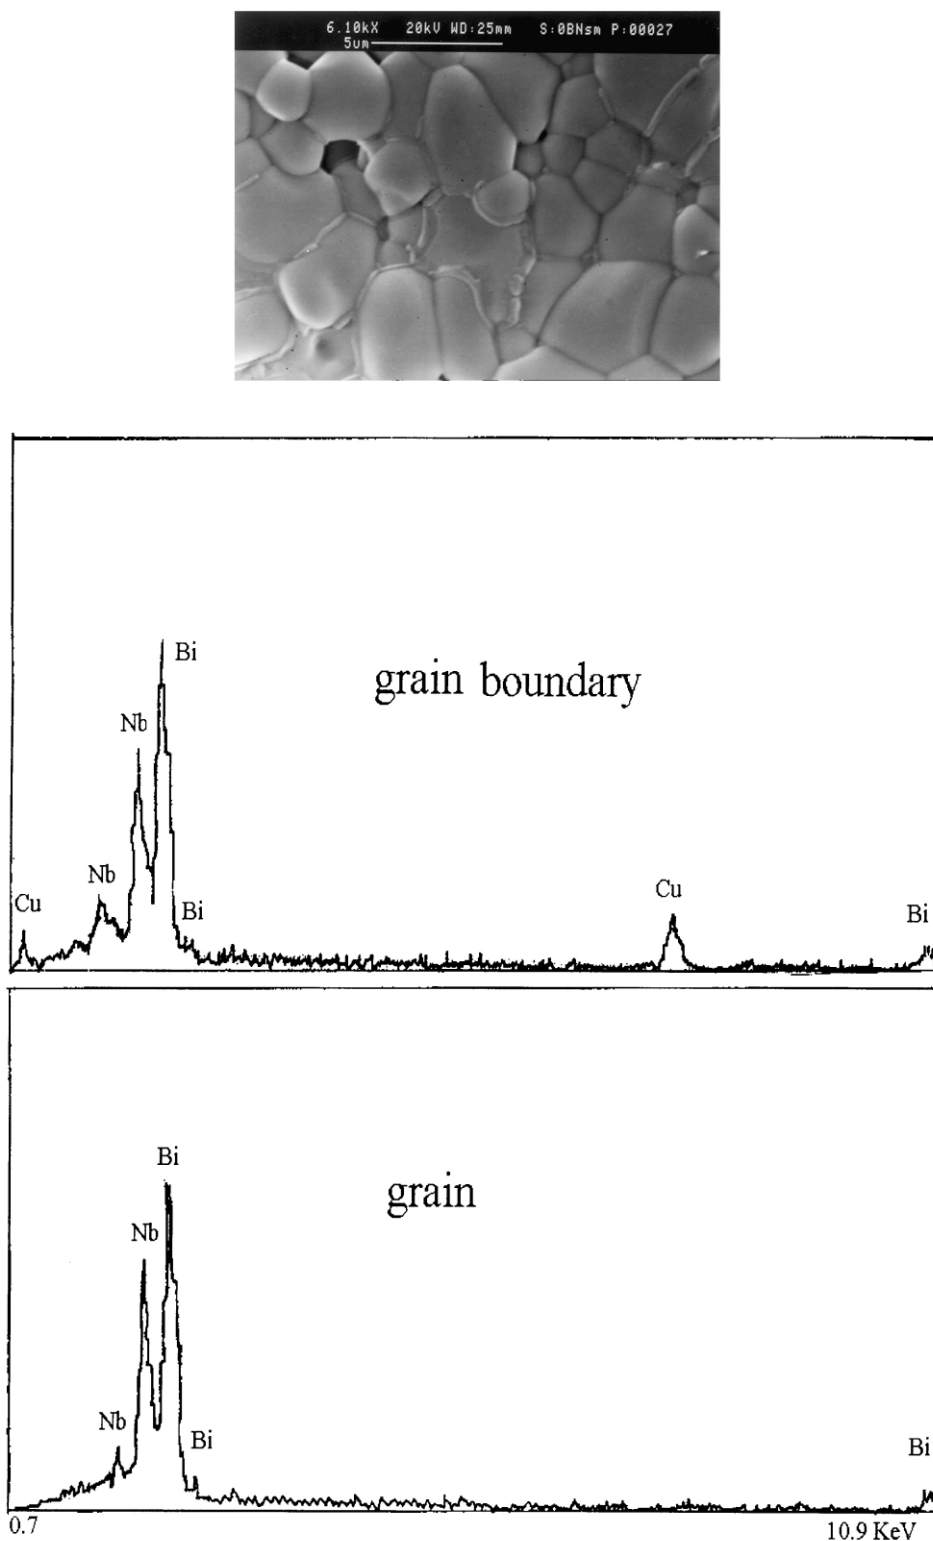 6.10kX 20kV WD:25mm S:0BNsm P:00027
5um
Bi
grain boundary
Nb
Nb
Cu
Bi
Cu
Bi
Bi
grain
Nb
Nb
Bi
Bi
0.7
10.9 KeV